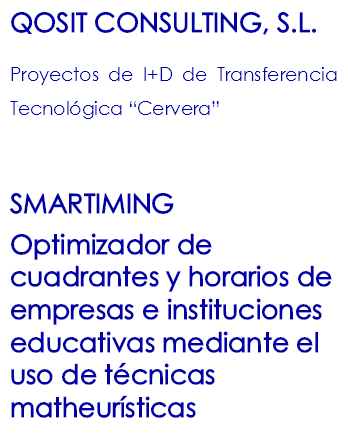 QOSIT CONSULTING, S.L.
Proyectos de I+D de Transferencia
Tecnológica “Cervera”
SMARTIMING
Optimizador de
cuadrantes y horarios de
empresas e instituciones
educativas mediante el
uso de técnicas
matheurísticas